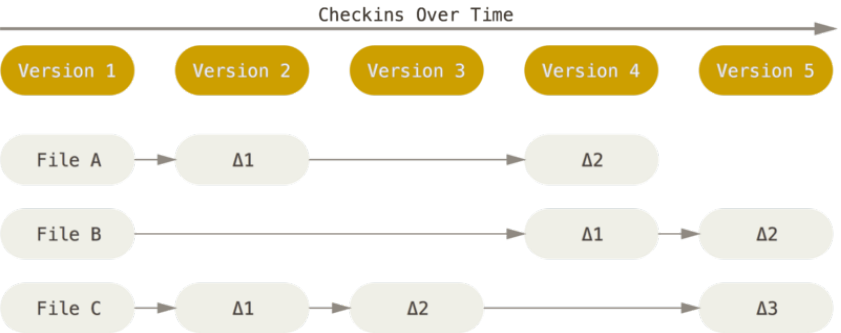 Checkins Over Time
Version 1 Version 2 Version 3 Version 4 Version 5
File A Δ1 Δ2
File B Δ1 Δ2
File C Δ1 Δ2 Δ3